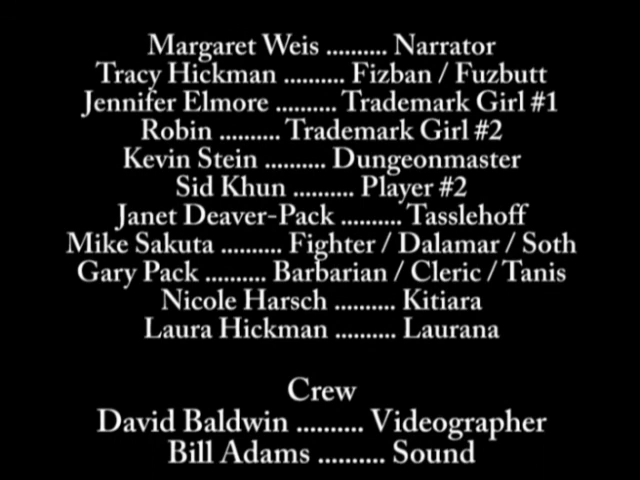 Margaret Weis .......... Narrator
Tracy Hickman .......... Fizban / Fuzbutt
Jennifer Elmore .......... Trademark Girl #1
Robin .......... Trademark Girl #2
Kevin Stein .......... Dungeonmaster
Sid Khun .......... Player #2
Janet Deaver-Pack .......... Tasslehoff
Mike Sakuta .......... Fighter / Dalamar / Soth
Gary Pack .......... Barbarian / Cleric / Tanis
Nicole Harsch .......... Kitiara
Laura Hickman .......... Laurana
Crew
David Baldwin .......... Videographer
Bill Adams .......... Sound